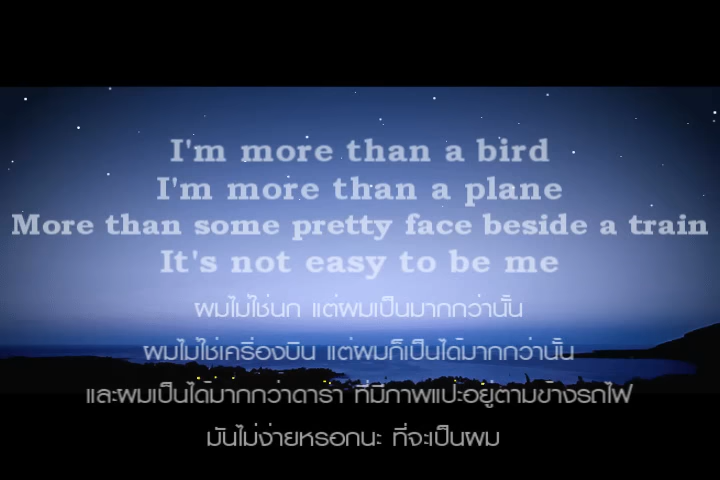 I'm more than a bird
I'm more than a plane
More than some pretty face beside a train
It's not easy to be me
ผมไม่ใช่นก แต่ผมเป็นมากกว่านั้น
ผมไม่ใช่เครื่องบิน แต่ผมก็เป็นได้มากกว่านั้น
และผมเป็นได้มากกว่าดารา ที่มีภาพแปะอยู่ตามข้างรถไฟ
มันไม่ง่ายหรอกนะ ที่จะเป็นผม